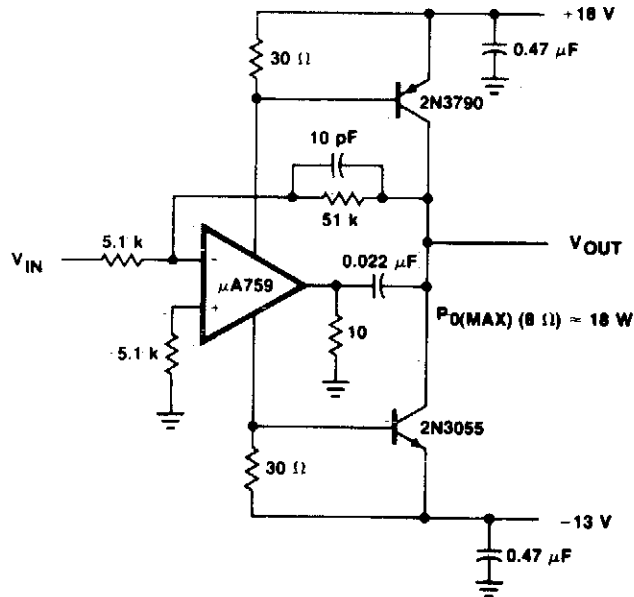 +18 V
30 Ω
0.47 μF
2N3790
10 pF
51 k
5.1 k
VIN
-
μA759
+
0.022 μF
VOUT
PO(MAX) (8 Ω) ≈ 18 W
10
5.1 k
2N3055
30 Ω
−13 V
0.47 μF